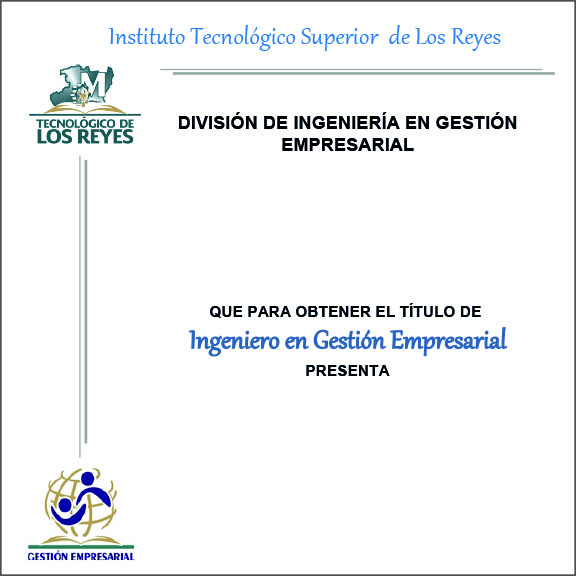 Instituto Tecnológico Superior de Los Reyes
TECNOLÓGICO DE
LOS REYES
DIVISIÓN DE INGENIERÍA EN GESTIÓN
EMPRESARIAL
QUE PARA OBTENER EL TÍTULO DE
Ingeniero en Gestión Empresarial
PRESENTA
GESTIÓN EMPRESARIAL